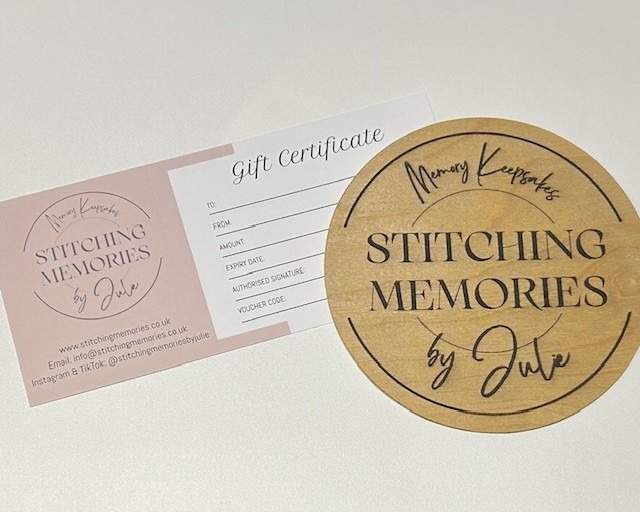 Memory Keepsakes
STITCHING
MEMORIES
by Julie
www.stitchingmemories.co.uk
Email: info@stitchingmemories.co.uk
Instagram & TikTok: @stitchingmemoriesbyjulie
Gift Certificate
TO:
FROM:
AMOUNT:
EXPIRY DATE:
AUTHORISED SIGNATURE:
VOUCHER CODE:
Memory Keepsakes
STITCHING
MEMORIES
by Julie